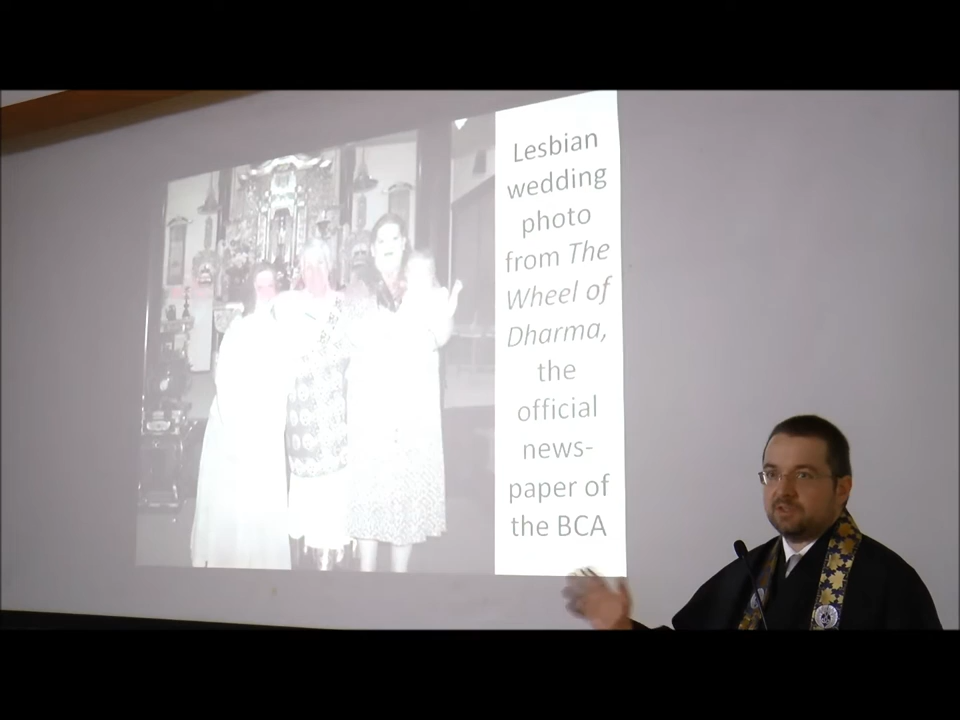 Lesbian
wedding
photo
from The
Wheel of
Dharma,
the
official
news-
paper of
the BCA